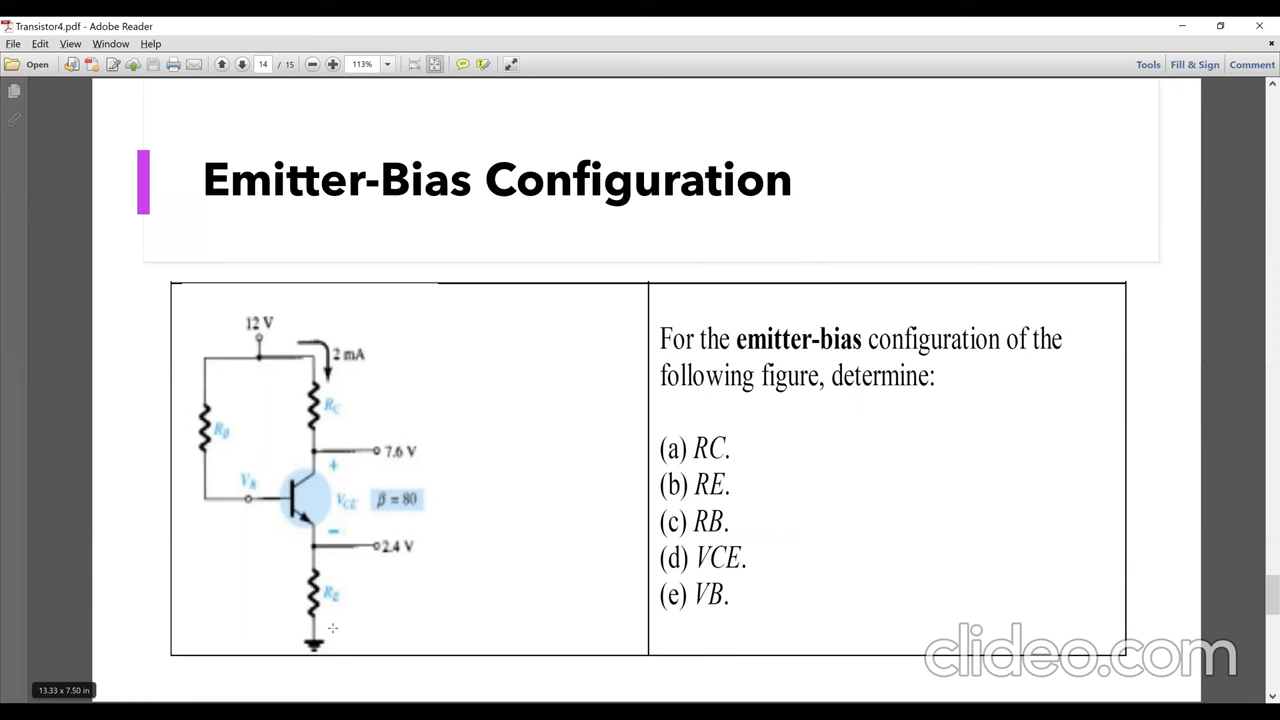 Transistor4.pdf - Adobe Reader
File Edit View Window Help
Open 14 / 15 113% Tools Fill & Sign Comment
Emitter-Bias Configuration
12 V
2 mA
RC
RB
7.6 V
+
VB
VCE β = 80
−
2.4 V
RE
For the emitter-bias configuration of the
following figure, determine:
(a) RC.
(b) RE.
(c) RB.
(d) VCE.
(e) VB.
clideo.com
13.33 x 7.50 in